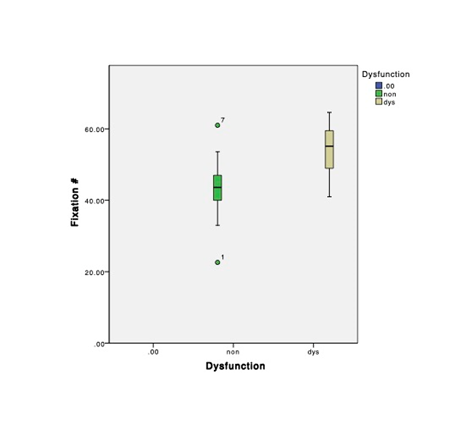 Dysfunction
.00
non
dys
60.00
40.00
20.00
.00
Fixation #
7
1
.00 non dys
Dysfunction